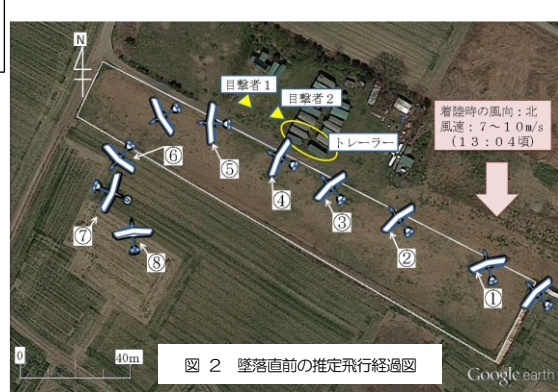 N
目撃者1
目撃者2
トレーラー
着陸時の風向:北
風速:7~10m/s
(13:04頃)
⑥
⑤
④
③
②
①
⑦
⑧
0
40m
図 2 墜落直前の推定飛行経過図
Google earth